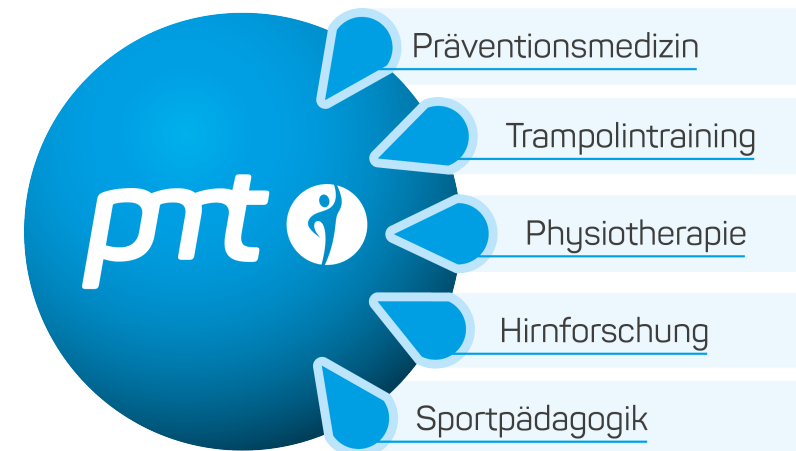 Präventionsmedizin
Trampolintraining
pmt
Physiotherapie
Hirnforschung
Sportpädagogik